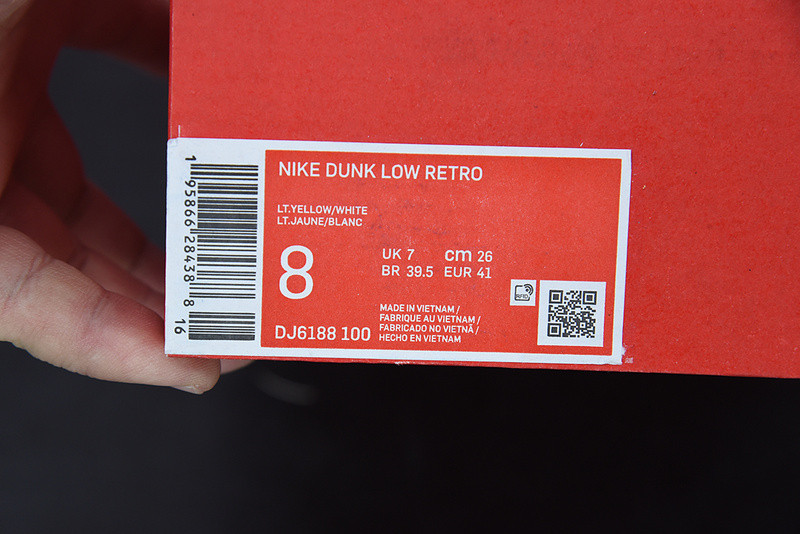 1 95866 28438 8 16
NIKE DUNK LOW RETRO
LT.YELLOW/WHITE
LT.JAUNE/BLANC
8
UK 7 cm 26
BR 39.5 EUR 41
DJ6188 100
MADE IN VIETNAM /
FABRIQUE AU VIETNAM /
FABRICADO NO VIETNÃ /
HECHO EN VIETNAM
RFID